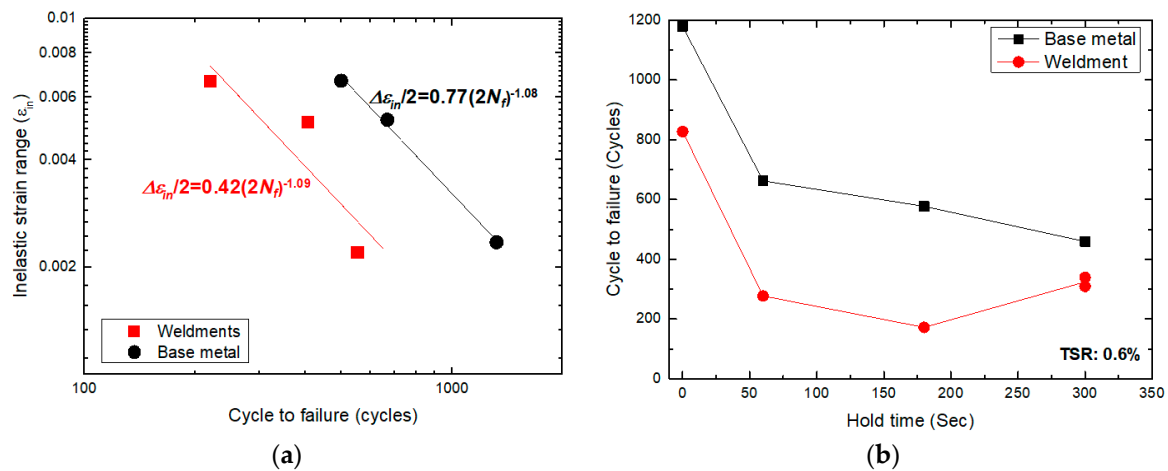 0.01
0.008
0.006
0.004
0.002
Inelastic strain range (ε_in)
Δε_in/2=0.77(2N_f)^-1.08
Δε_in/2=0.42(2N_f)^-1.09
Weldments
Base metal
100
1000
Cycle to failure (cycles)
(a)
1200
1000
800
600
400
200
0
Cycle to failure (Cycles)
Base metal
Weldment
TSR: 0.6%
0 50 100 150 200 250 300 350
Hold time (Sec)
(b)